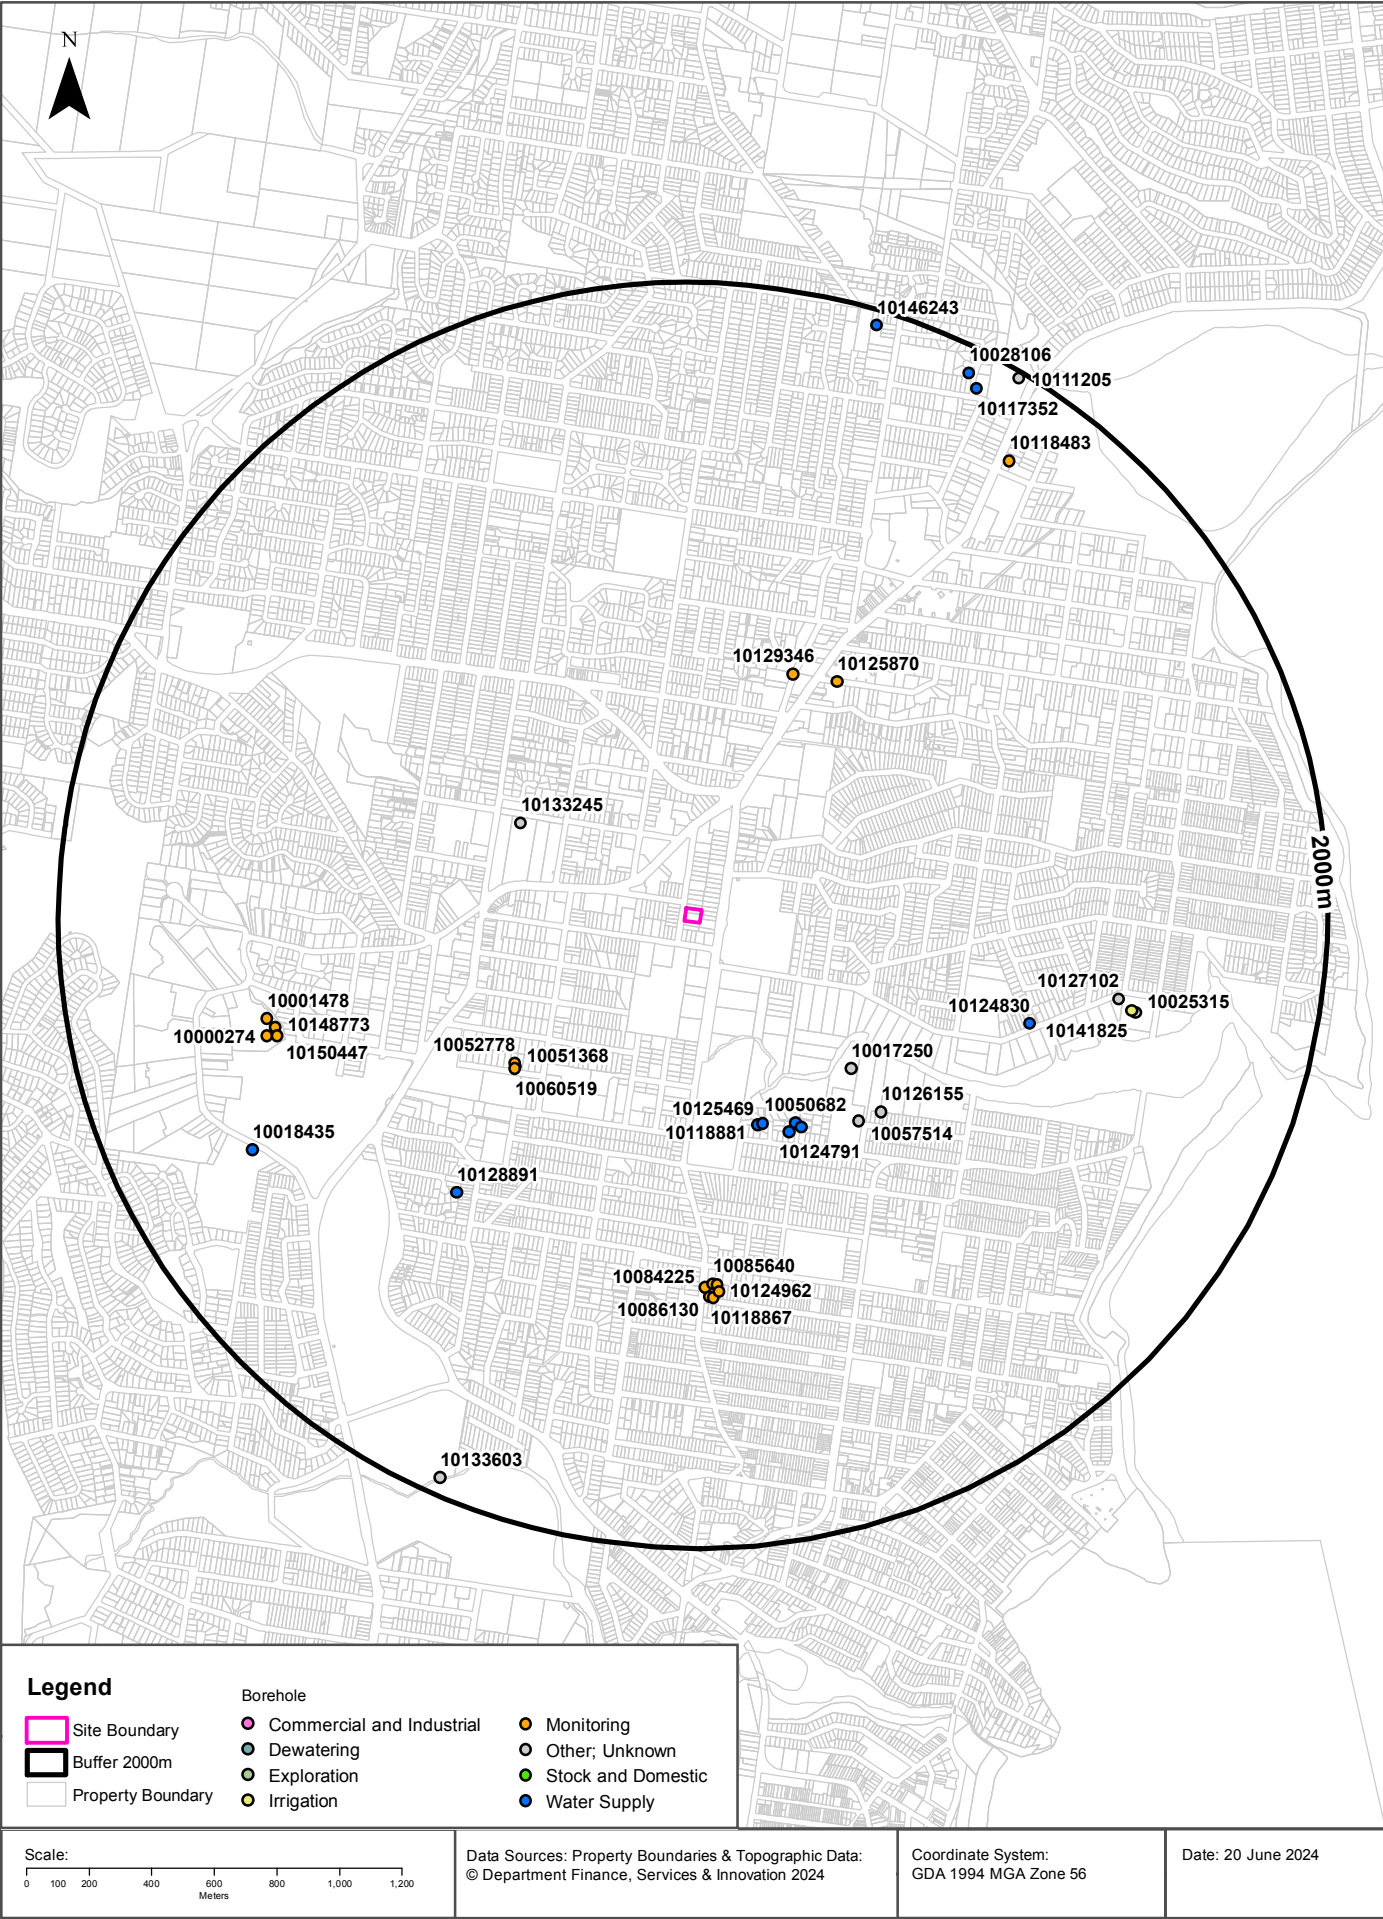 N
10146243
10028106
10111205
10117352
10118483
10129346
10125870
10133245
2000m
10127102
10025315
10124830
10141825
10001478
10148773
10000274
10150447
10052778
10051368
10060519
10017250
10126155
10125469
10050682
10118881
10057514
10124791
10018435
10128891
10085640
10084225
10124962
10086130
10118867
10133603
Legend
Site Boundary
Buffer 2000m
Property Boundary
Borehole
Commercial and Industrial
Dewatering
Exploration
Irrigation
Monitoring
Other; Unknown
Stock and Domestic
Water Supply
Scale:
0 100 200 400 600 800 1,000 1,200
Meters
Data Sources: Property Boundaries & Topographic Data:
© Department Finance, Services & Innovation 2024
Coordinate System:
GDA 1994 MGA Zone 56
Date: 20 June 2024